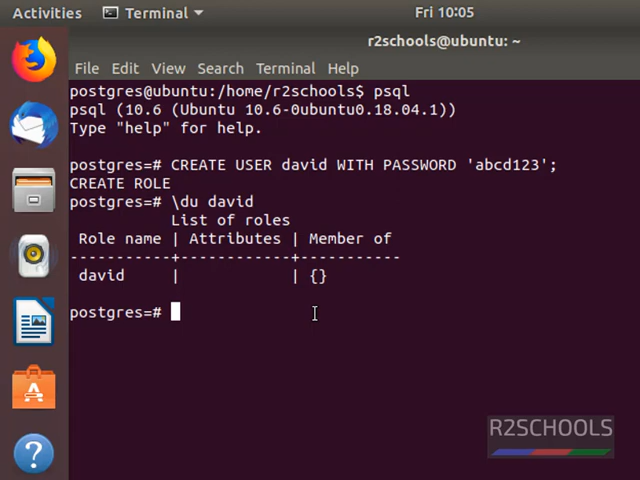 Activities Terminal Fri 10:05
r2schools@ubuntu: ~
File Edit View Search Terminal Help
postgres@ubuntu:/home/r2schools$ psql
psql (10.6 (Ubuntu 10.6-0ubuntu0.18.04.1))
Type "help" for help.
postgres=# CREATE USER david WITH PASSWORD 'abcd123';
CREATE ROLE
postgres=# \du david
List of roles
Role name | Attributes | Member of
-----------+------------+-----------
david | | {}
postgres=#
R2SCHOOLS